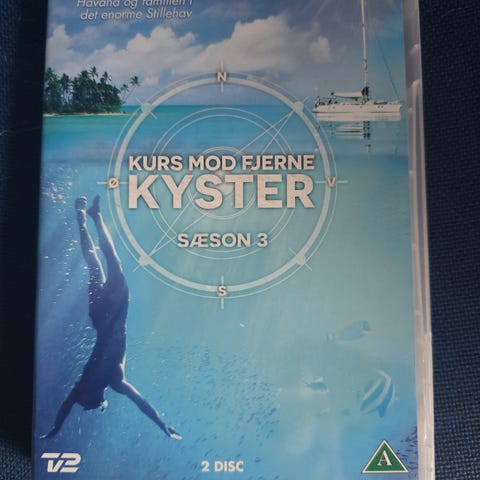 Havana og familien i
det enorme Stillehav
N
KURS MOD FJERNE
Ø V
KYSTER
SÆSON 3
S
TV2
2 DISC
A